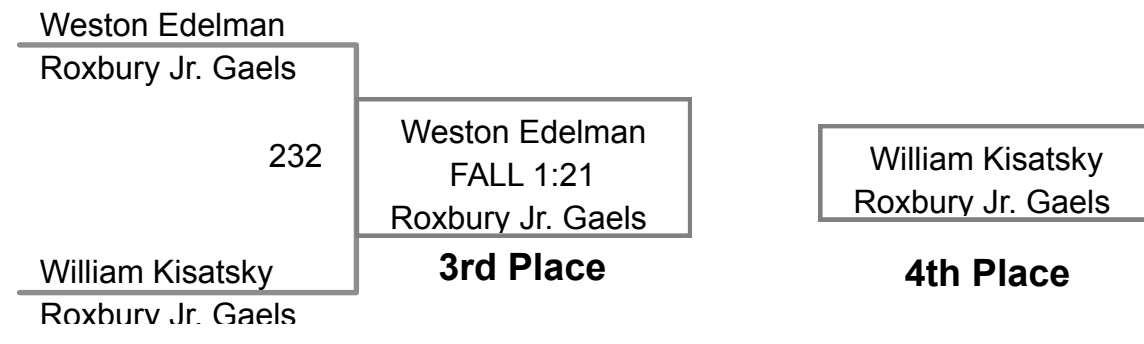 Weston Edelman
Roxbury Jr. Gaels
232
Weston Edelman
FALL 1:21
Roxbury Jr. Gaels
3rd Place
William Kisatsky
Roxbury Jr. Gaels
4th Place
William Kisatsky
Roxbury Jr. Gaels